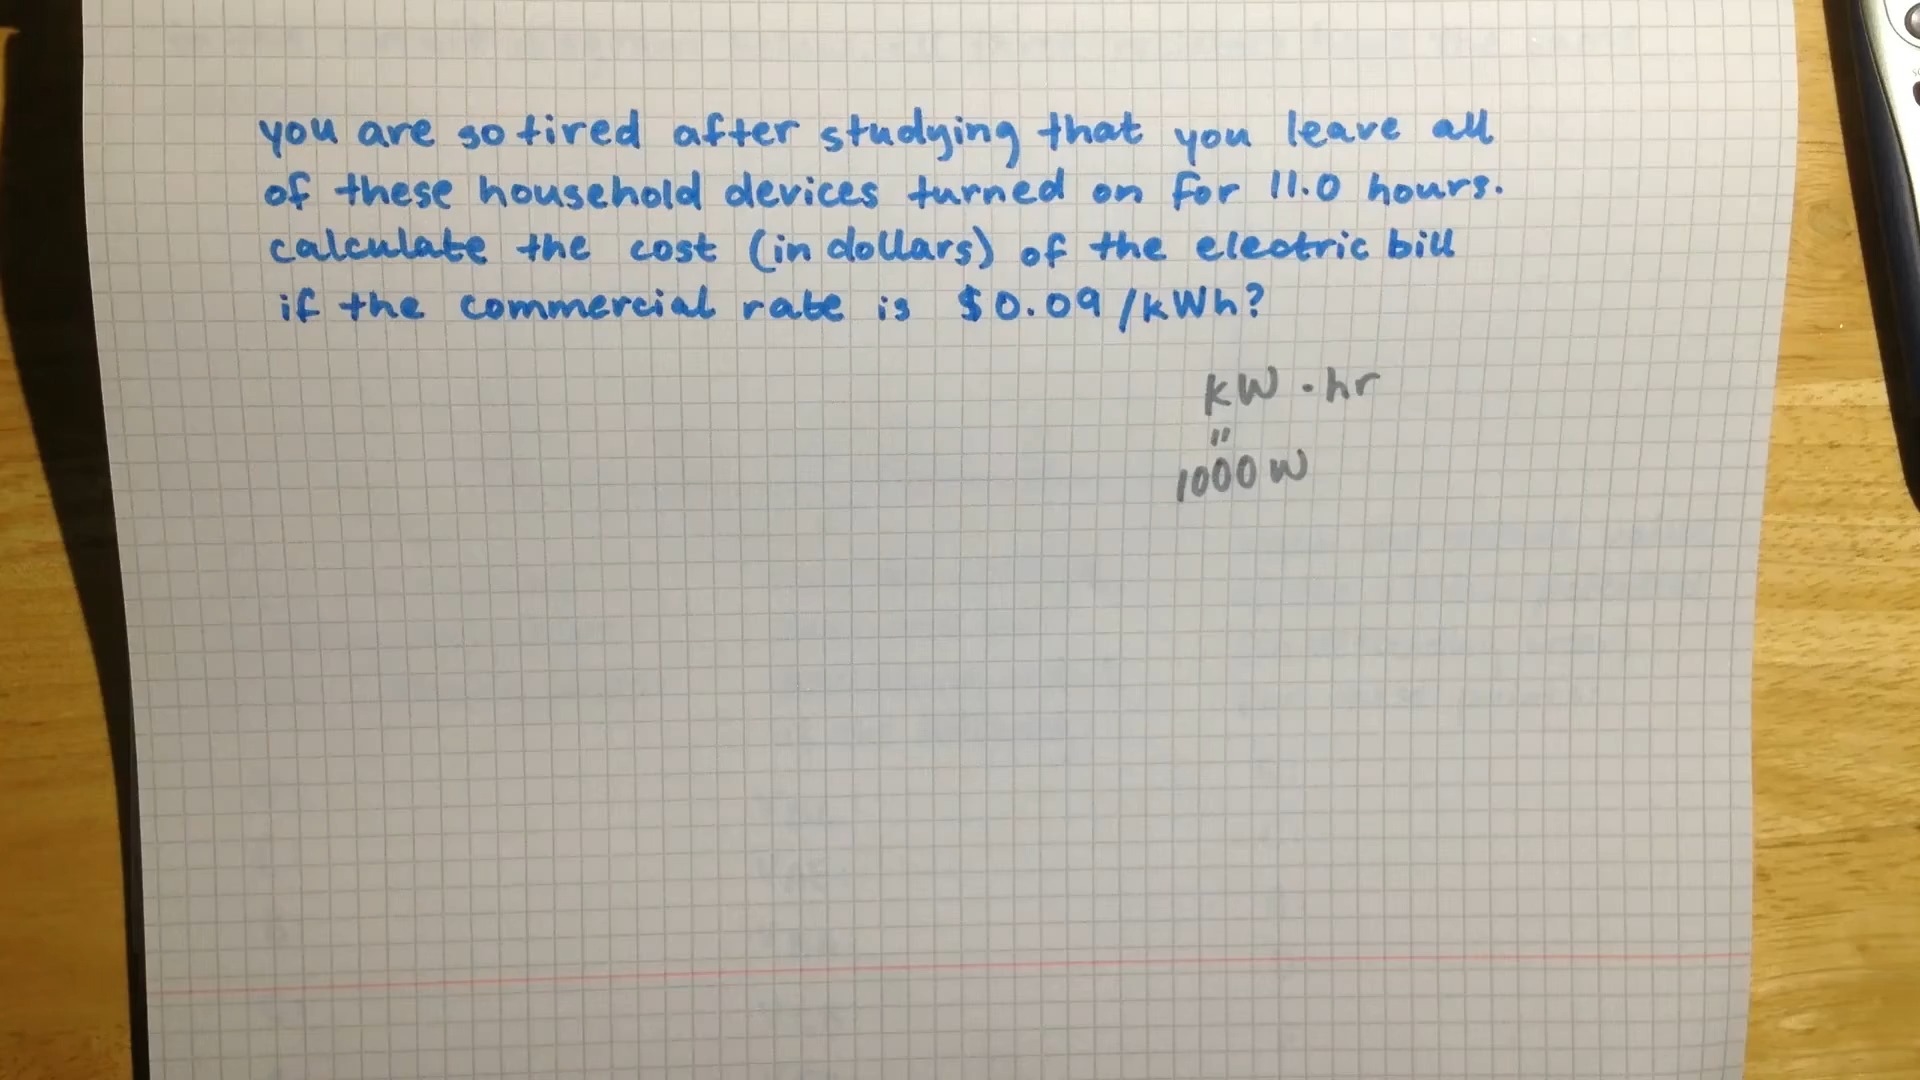 you are so tired after studying that you leave all
of these household devices turned on for 11.0 hours.
calculate the cost (in dollars) of the electric bill
if the commercial rate is $0.09/kWh?
kW · hr
"
1000 W